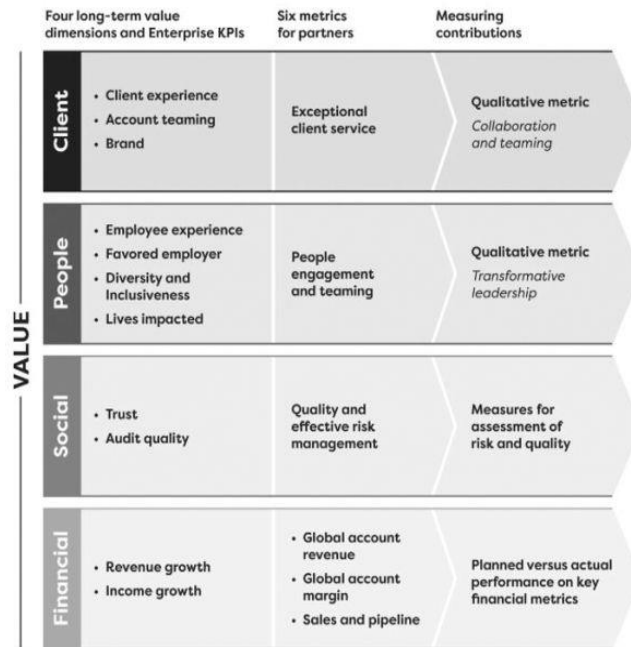 Four long-term value
dimensions and Enterprise KPIs
Six metrics
for partners
Measuring
contributions
VALUE
Client
• Client experience
• Account teaming
• Brand
Exceptional
client service
Qualitative metric
Collaboration
and teaming
People
• Employee experience
• Favored employer
• Diversity and
Inclusiveness
• Lives impacted
People
engagement
and teaming
Qualitative metric
Transformative
leadership
Social
• Trust
• Audit quality
Quality and
effective risk
management
Measures for
assessment of
risk and quality
Financial
• Revenue growth
• Income growth
• Global account
revenue
• Global account
margin
• Sales and pipeline
Planned versus actual
performance on key
financial metrics